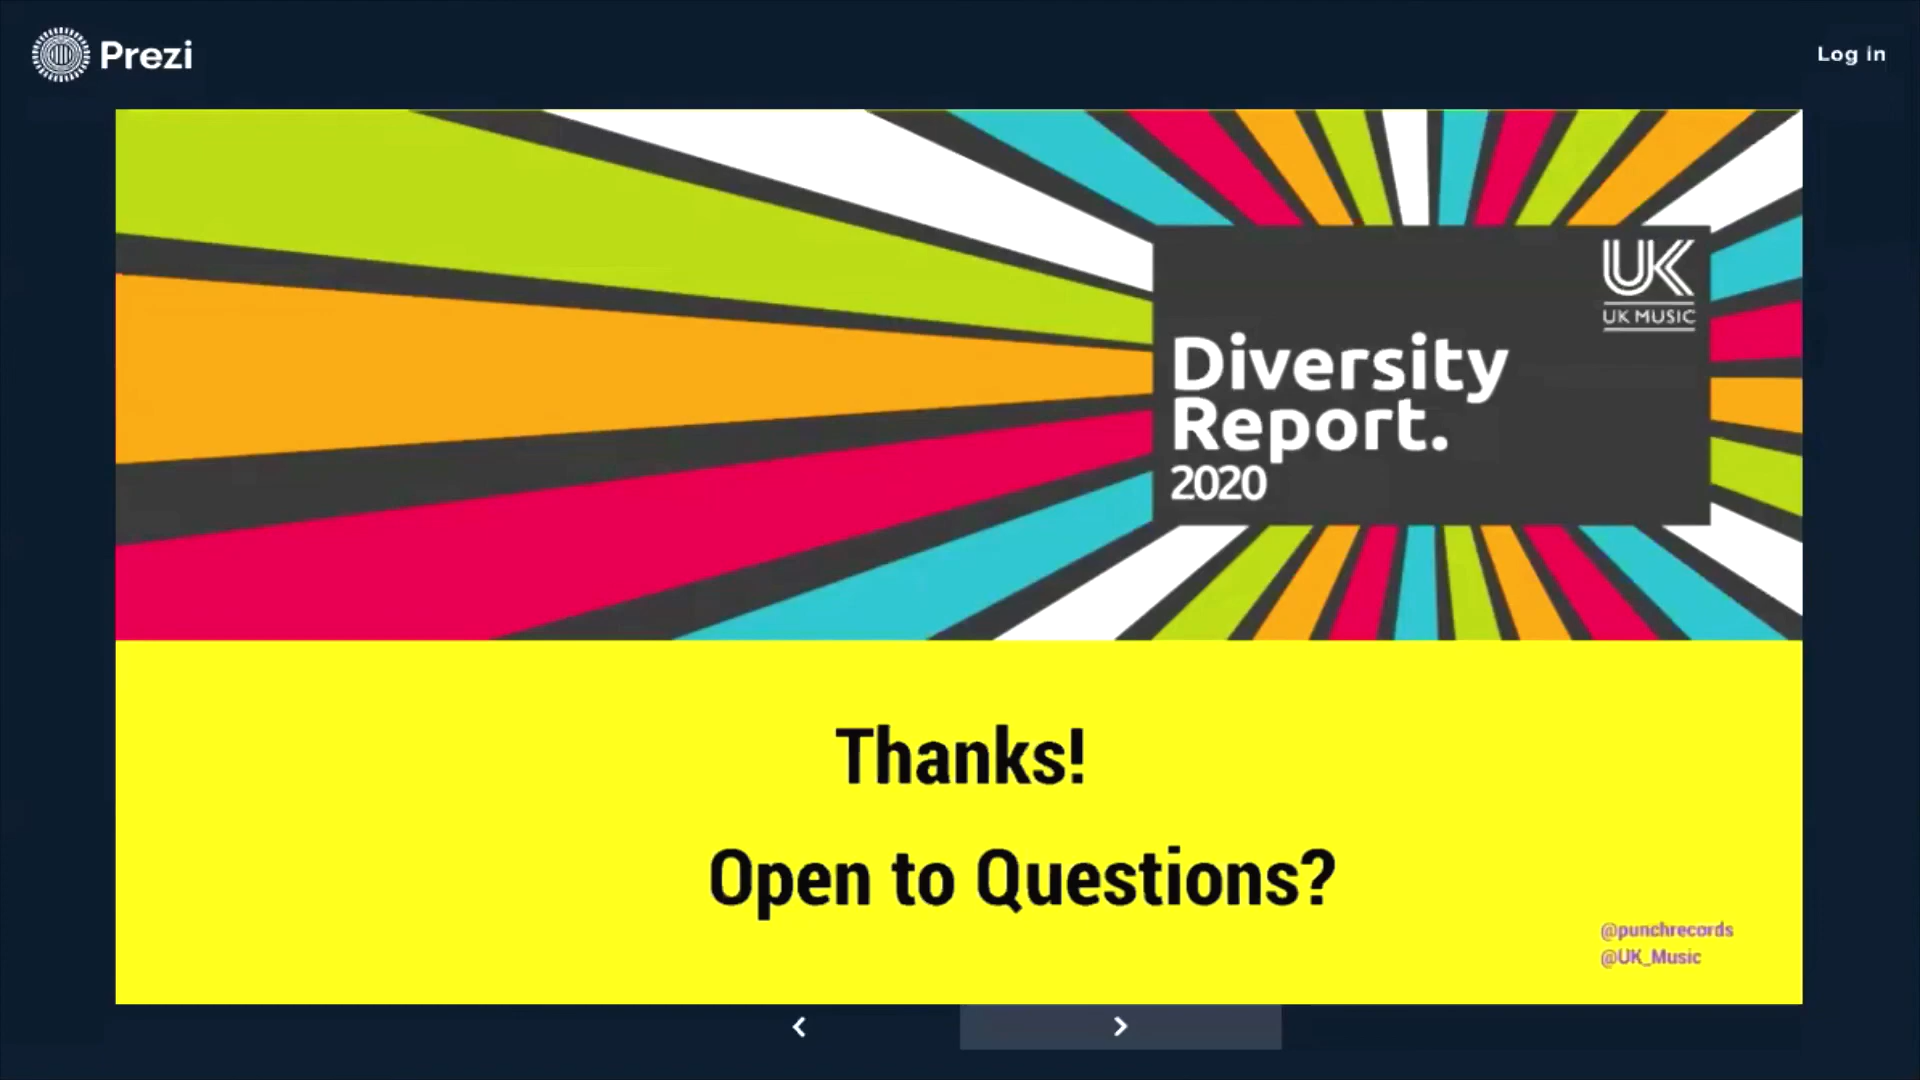 Prezi
Log in
UK
UK MUSIC
Diversity
Report.
2020
Thanks!
Open to Questions?
@punchrecords
@UK_Music